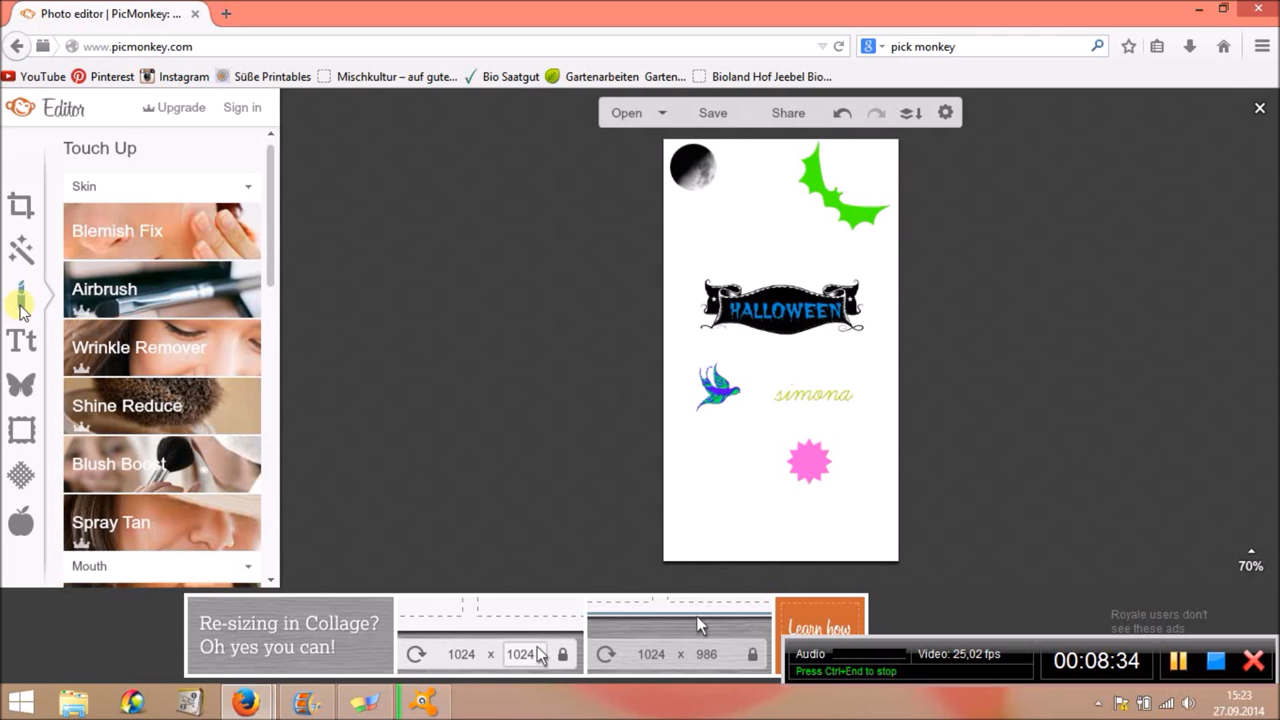 Photo editor | PicMonkey: ...
www.picmonkey.com
pick monkey
YouTube
Pinterest
Instagram
Süße Printables
Mischkultur – auf gute...
Bio Saatgut
Gartenarbeiten Garten...
Bioland Hof Jeebel Bio...
Editor
Upgrade
Sign in
Open
Save
Share
Touch Up
Skin
Blemish Fix
Airbrush
Wrinkle Remover
Shine Reduce
Blush Boost
Spray Tan
Mouth
Tt
HALLOWEEN
simona
70%
Re-sizing in Collage?
Oh yes you can!
1024 x 1024
1024 x 986
Learn how
Royale users don't
see these ads
Audio
Video: 25,02 fps
Press Ctrl+End to stop
00:08:34
15:23
27.09.2014